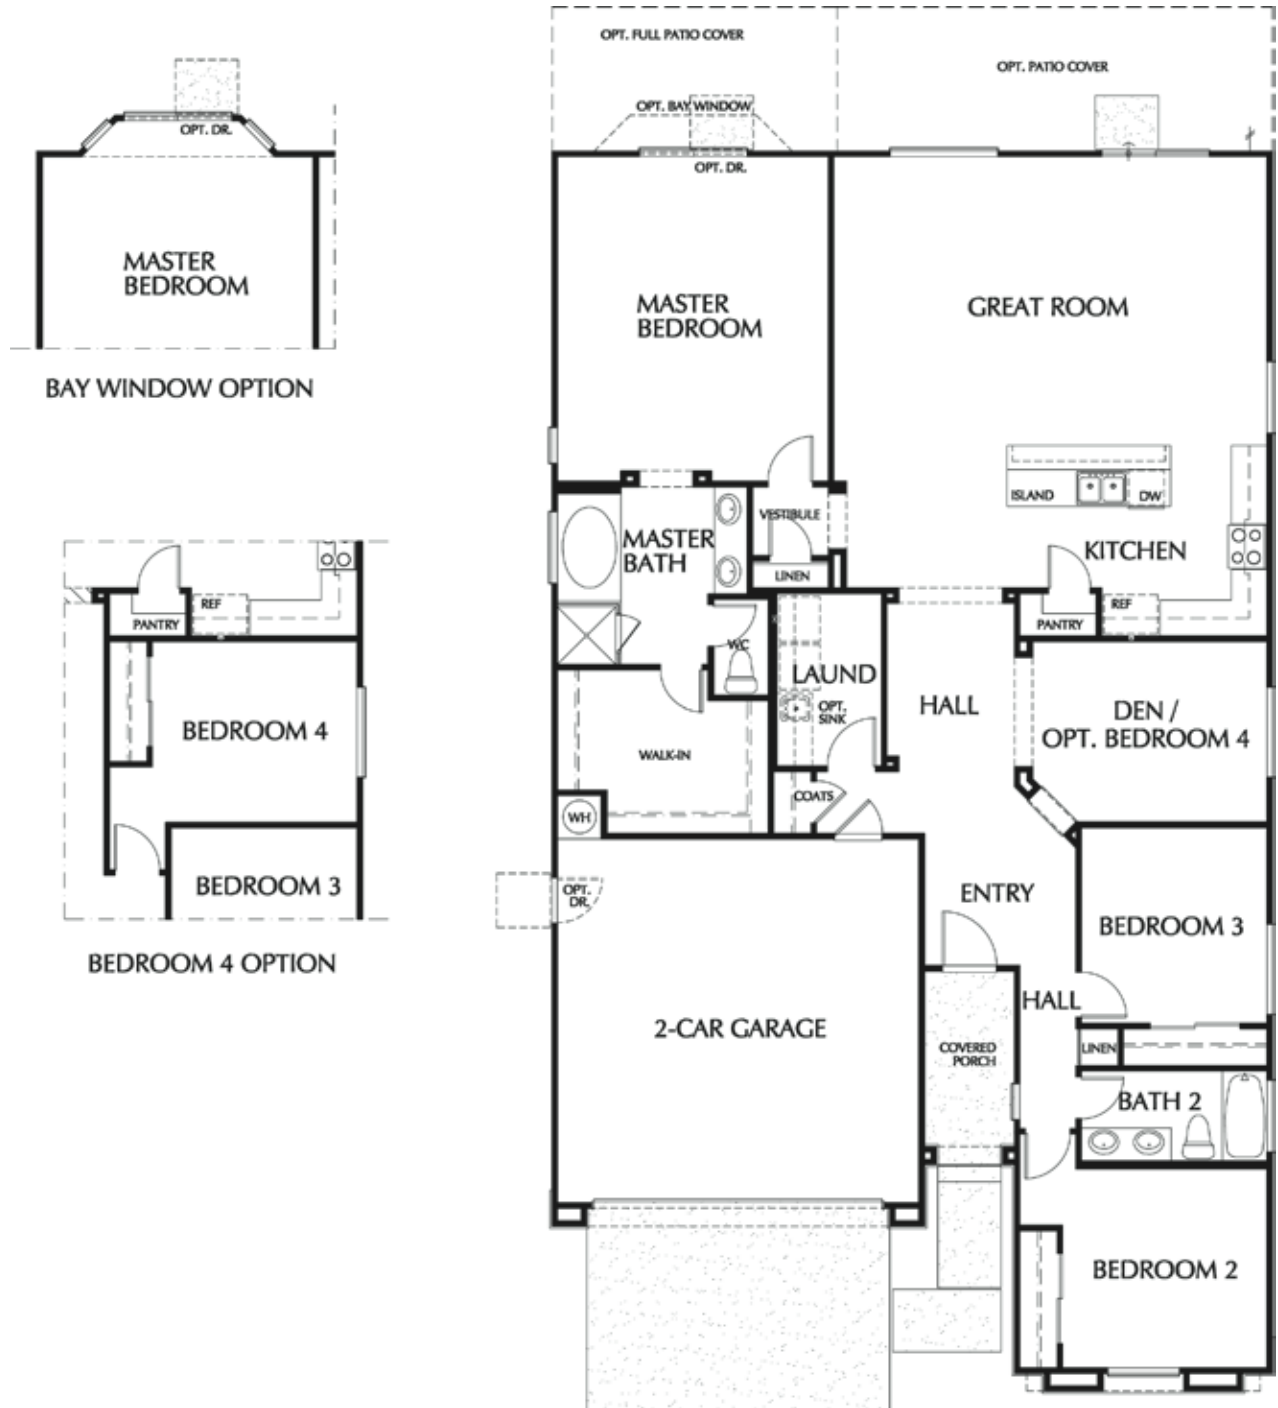 OPT. DR.
MASTER
BEDROOM
BAY WINDOW OPTION
REF
PANTRY
BEDROOM 4
BEDROOM 3
BEDROOM 4 OPTION
OPT. FULL PATIO COVER
OPT. PATIO COVER
OPT. BAY WINDOW
OPT. DR.
MASTER
BEDROOM
GREAT ROOM
ISLAND
DW
VESTIBULE
MASTER
BATH
KITCHEN
LINEN
REF
PANTRY
WC
LAUND
OPT.
SINK
HALL
DEN /
OPT. BEDROOM 4
WALK-IN
COATS
WH
OPT.
DR.
ENTRY
BEDROOM 3
HALL
2-CAR GARAGE
COVERED
PORCH
LINEN
BATH 2
BEDROOM 2